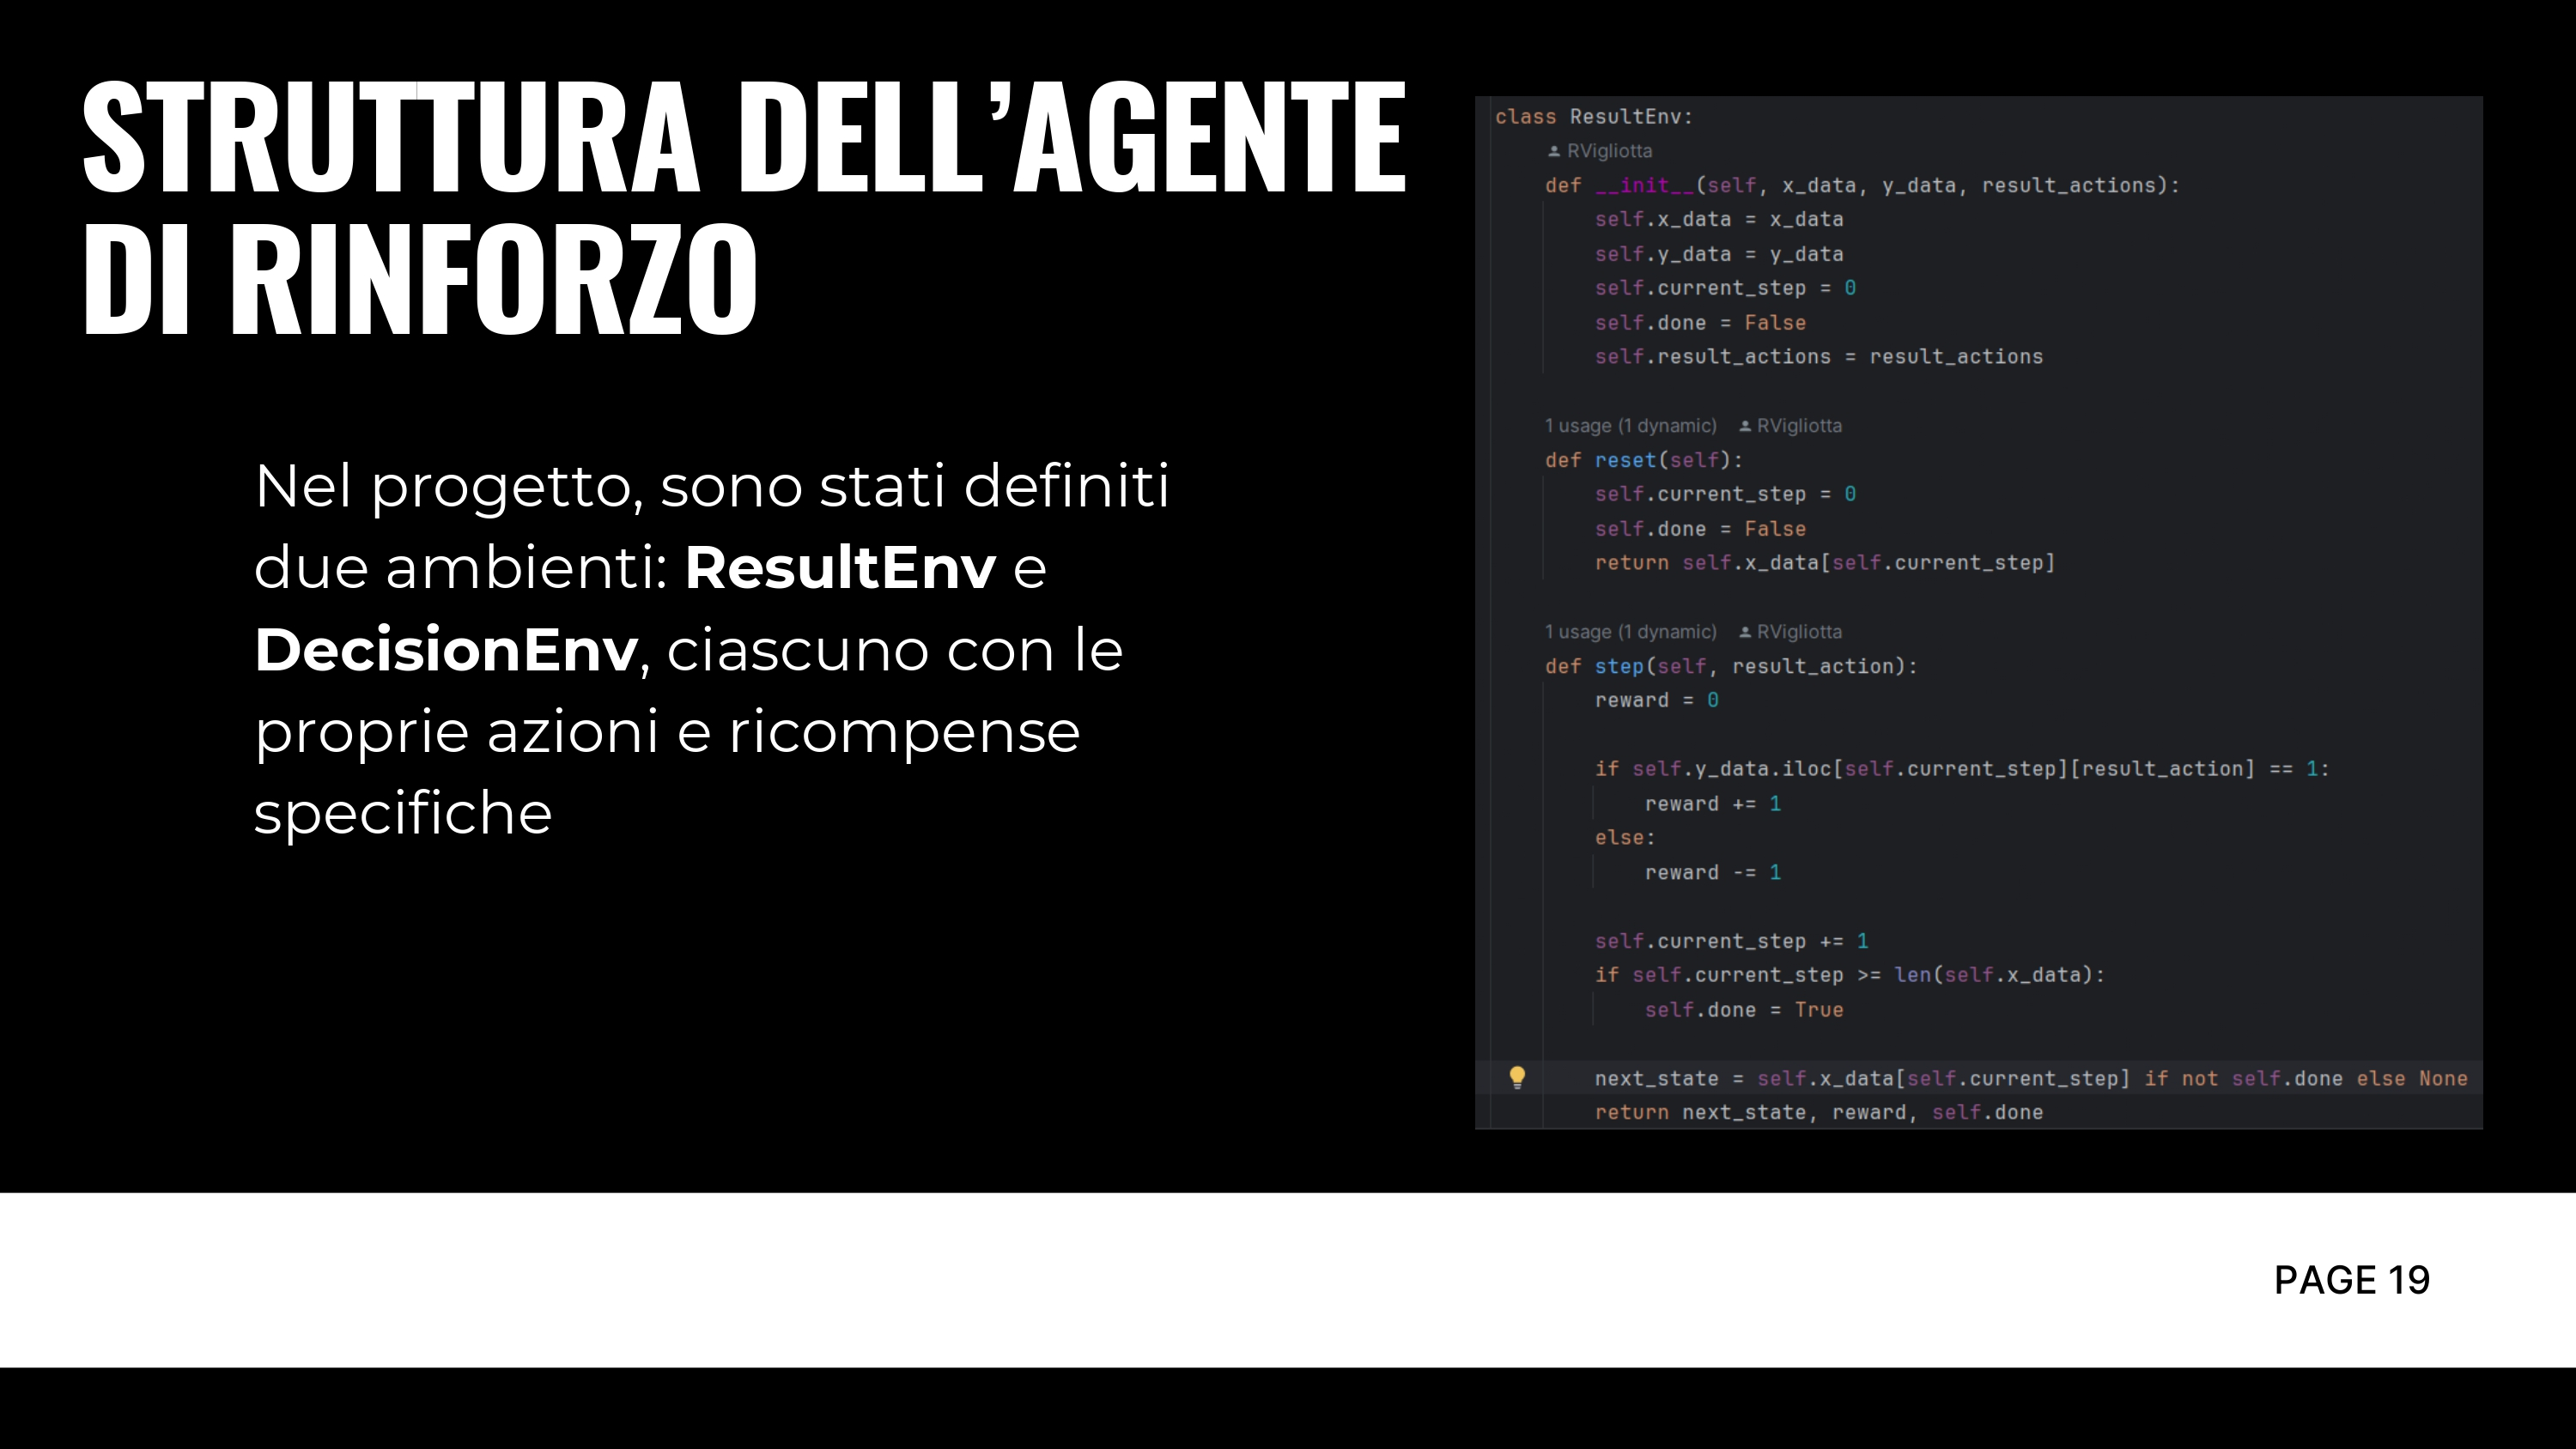 STRUTTURA DELL’AGENTE
DI RINFORZO
Nel progetto, sono stati definiti
due ambienti: ResultEnv e
DecisionEnv, ciascuno con le
proprie azioni e ricompense
specifiche
class ResultEnv:
RVigliotta
def __init__(self, x_data, y_data, result_actions):
self.x_data = x_data
self.y_data = y_data
self.current_step = 0
self.done = False
self.result_actions = result_actions
1 usage (1 dynamic) RVigliotta
def reset(self):
self.current_step = 0
self.done = False
return self.x_data[self.current_step]
1 usage (1 dynamic) RVigliotta
def step(self, result_action):
reward = 0
if self.y_data.iloc[self.current_step][result_action] == 1:
reward += 1
else:
reward -= 1
self.current_step += 1
if self.current_step >= len(self.x_data):
self.done = True
next_state = self.x_data[self.current_step] if not self.done else None
return next_state, reward, self.done
PAGE 19